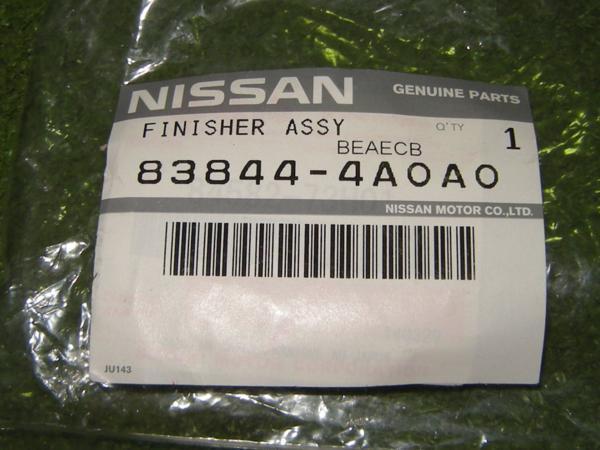 NISSAN GENUINE PARTS
FINISHER ASSY Q'TY 1
BEAECB
83844-4A0A0
NISSAN MOTOR CO.,LTD.
JU143